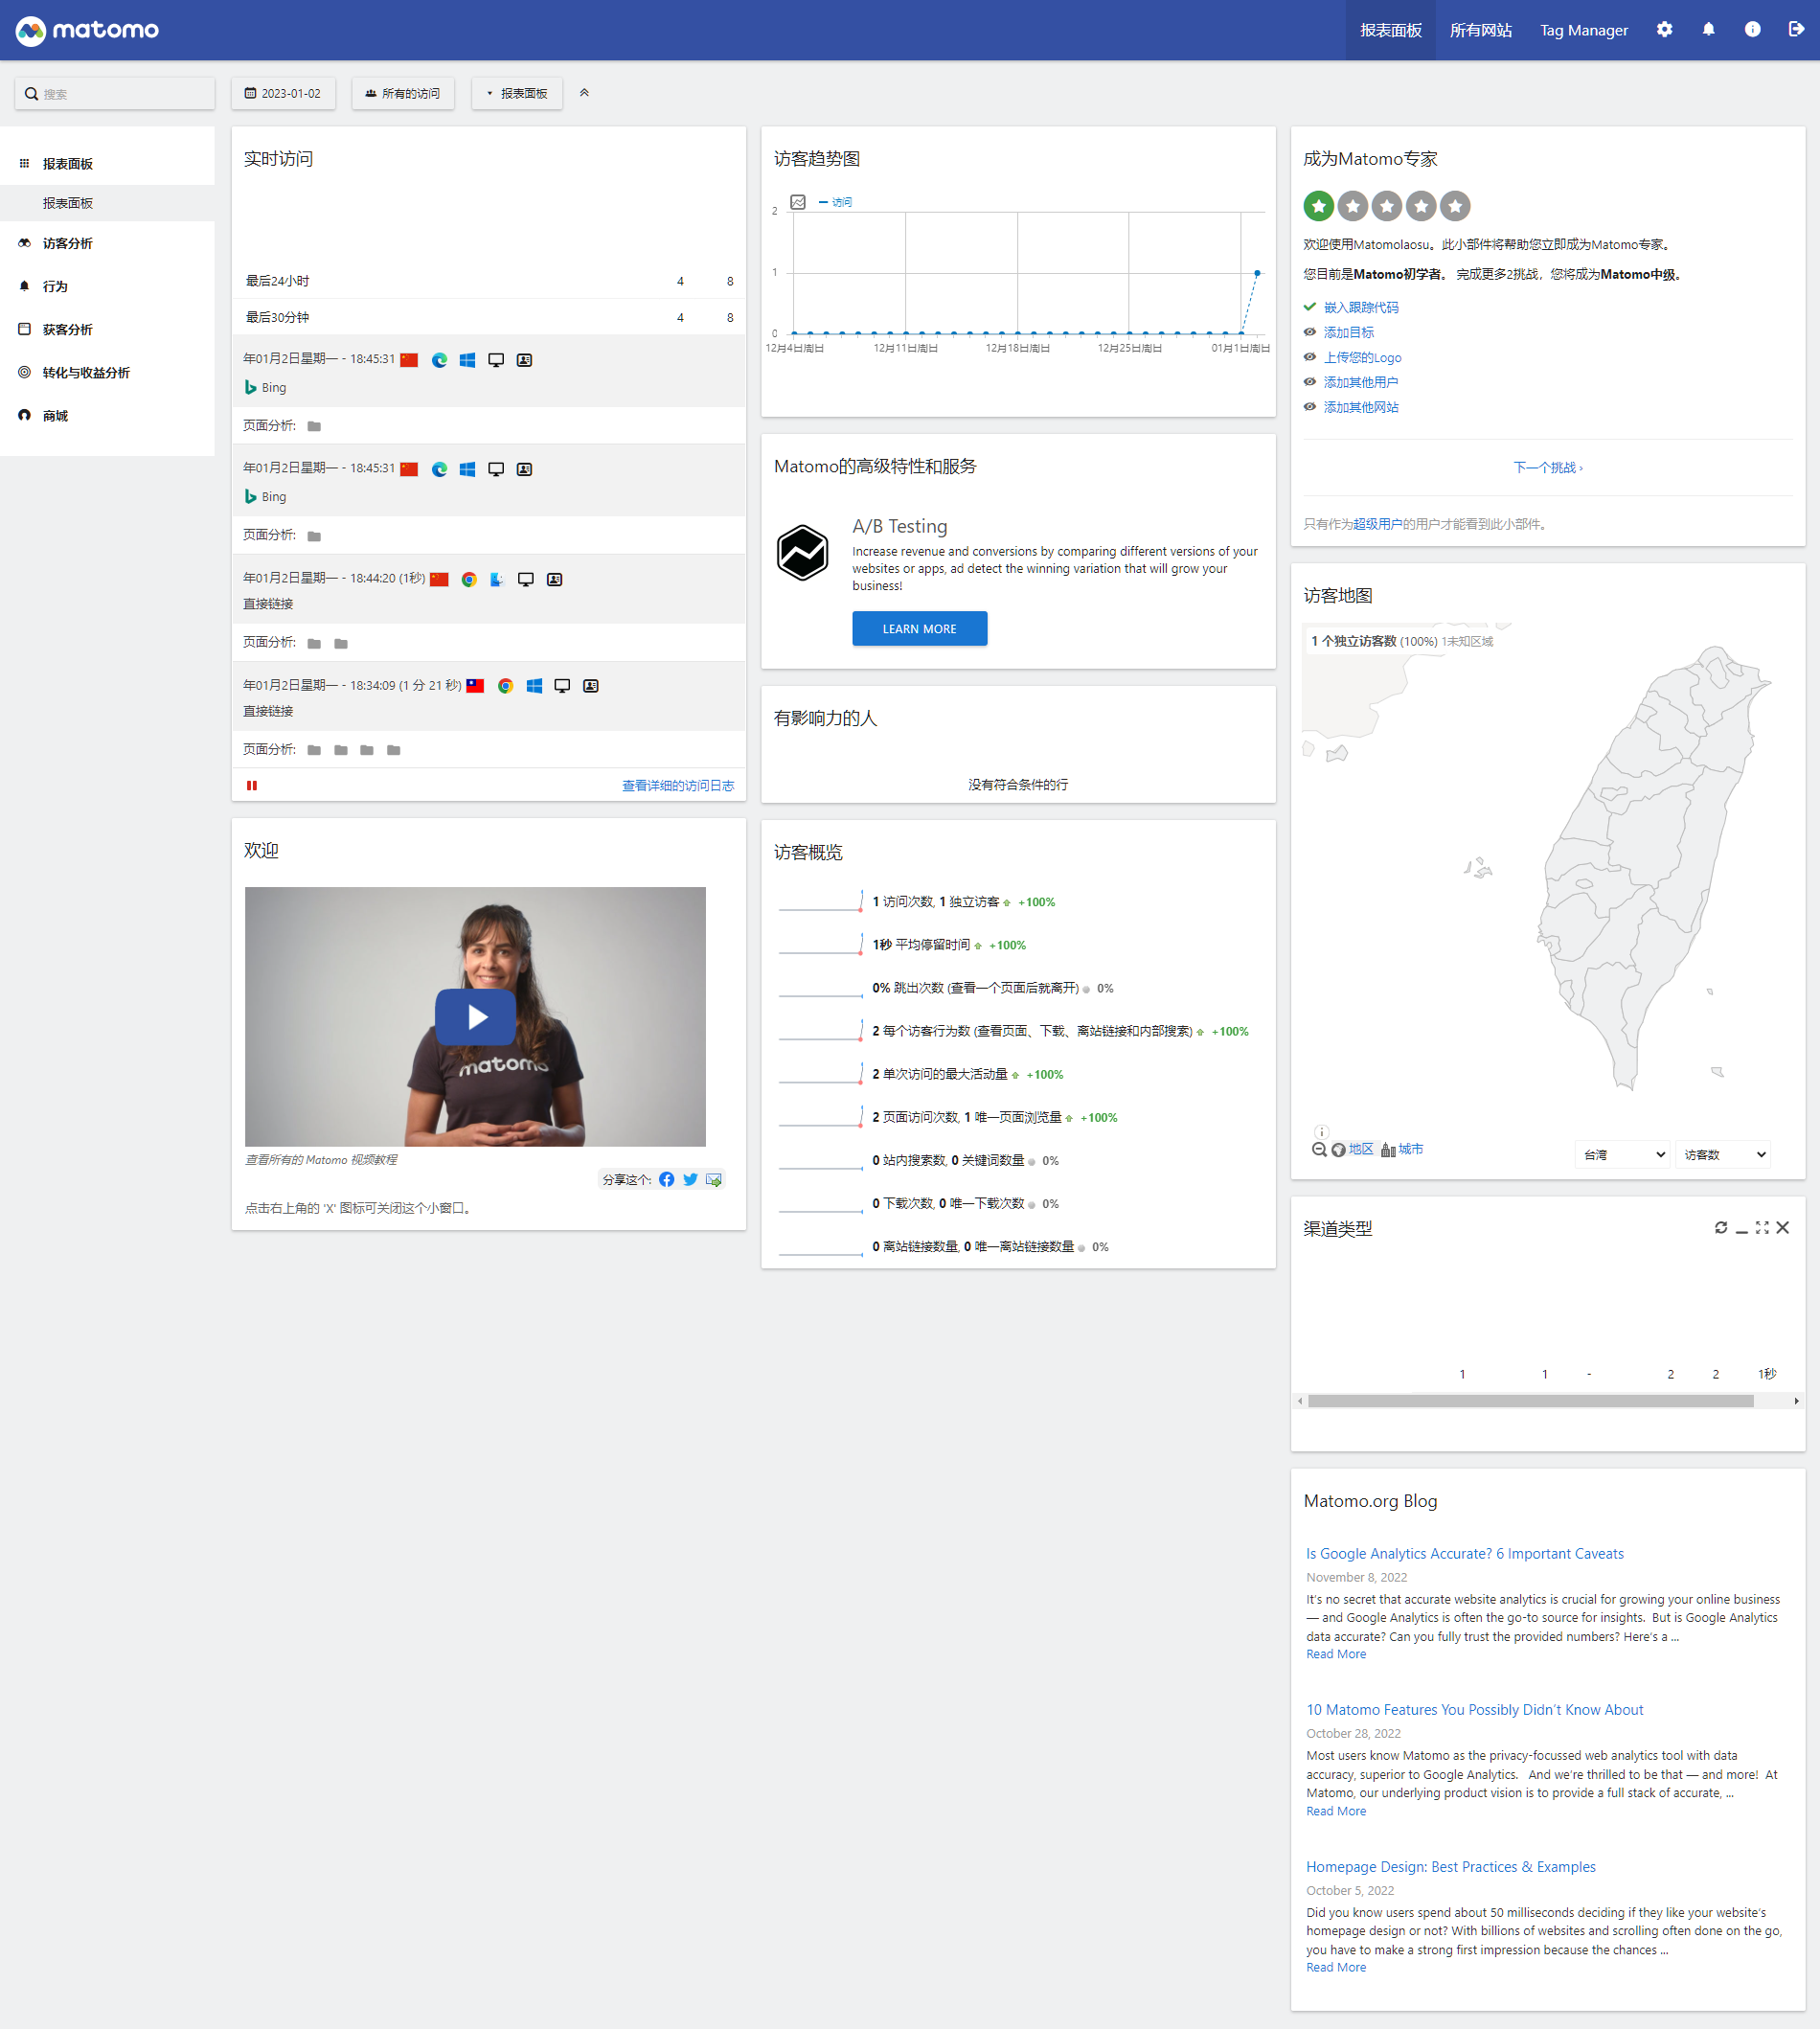 matomo
报表面板
所有网站
Tag Manager
搜索
2023-01-02
所有的访问
报表面板
报表面板
报表面板
访客分析
行为
获客分析
转化与收益分析
商城
实时访问
最后24小时 4 8
最后30分钟 4 8
年01月2日星期一 - 18:45:31
Bing
页面分析:
年01月2日星期一 - 18:45:31
Bing
页面分析:
年01月2日星期一 - 18:44:20 (1秒)
直接链接
页面分析:
年01月2日星期一 - 18:34:09 (1 分 21 秒)
直接链接
页面分析:
查看详细的访问日志
欢迎
matomo
查看所有的 Matomo 视频教程
分享这个:
点击右上角的 'X' 图标可关闭这个小窗口。
访客趋势图
访问
2
1
0
12月4日周日 12月11日周日 12月18日周日 12月25日周日 01月1日周日
Matomo的高级特性和服务
A/B Testing
Increase revenue and conversions by comparing different versions of your
websites or apps, ad detect the winning variation that will grow your
business!
LEARN MORE
有影响力的人
没有符合条件的行
访客概览
1 访问次数, 1 独立访客 +100%
1秒 平均停留时间 +100%
0% 跳出次数 (查看一个页面后就离开) 0%
2 每个访客行为数 (查看页面、下载、离站链接和内部搜索) +100%
2 单次访问的最大活动量 +100%
2 页面访问次数, 1 唯一页面浏览量 +100%
0 站内搜索数, 0 关键词数量 0%
0 下载次数, 0 唯一下载次数 0%
0 离站链接数量, 0 唯一离站链接数量 0%
成为Matomo专家
欢迎使用Matomolaosu。此小部件将帮助您立即成为Matomo专家。
您目前是Matomo初学者。 完成更多2挑战，您将成为Matomo中级。
嵌入跟踪代码
添加目标
上传您的Logo
添加其他用户
添加其他网站
下一个挑战 ›
只有作为超级用户的用户才能看到此小部件。
访客地图
1 个独立访客数 (100%) 1未知区域
地区 城市
台湾
访客数
渠道类型
1 1 - 2 2 1秒
Matomo.org Blog
Is Google Analytics Accurate? 6 Important Caveats
November 8, 2022
It's no secret that accurate website analytics is crucial for growing your online business
— and Google Analytics is often the go-to source for insights.  But is Google Analytics
data accurate? Can you fully trust the provided numbers? Here's a ...
Read More
10 Matomo Features You Possibly Didn't Know About
October 28, 2022
Most users know Matomo as the privacy-focussed web analytics tool with data
accuracy, superior to Google Analytics.   And we're thrilled to be that — and more!  At
Matomo, our underlying product vision is to provide a full stack of accurate, ...
Read More
Homepage Design: Best Practices & Examples
October 5, 2022
Did you know users spend about 50 milliseconds deciding if they like your website's
homepage design or not? With billions of websites and scrolling often done on the go,
you have to make a strong first impression because the chances ...
Read More